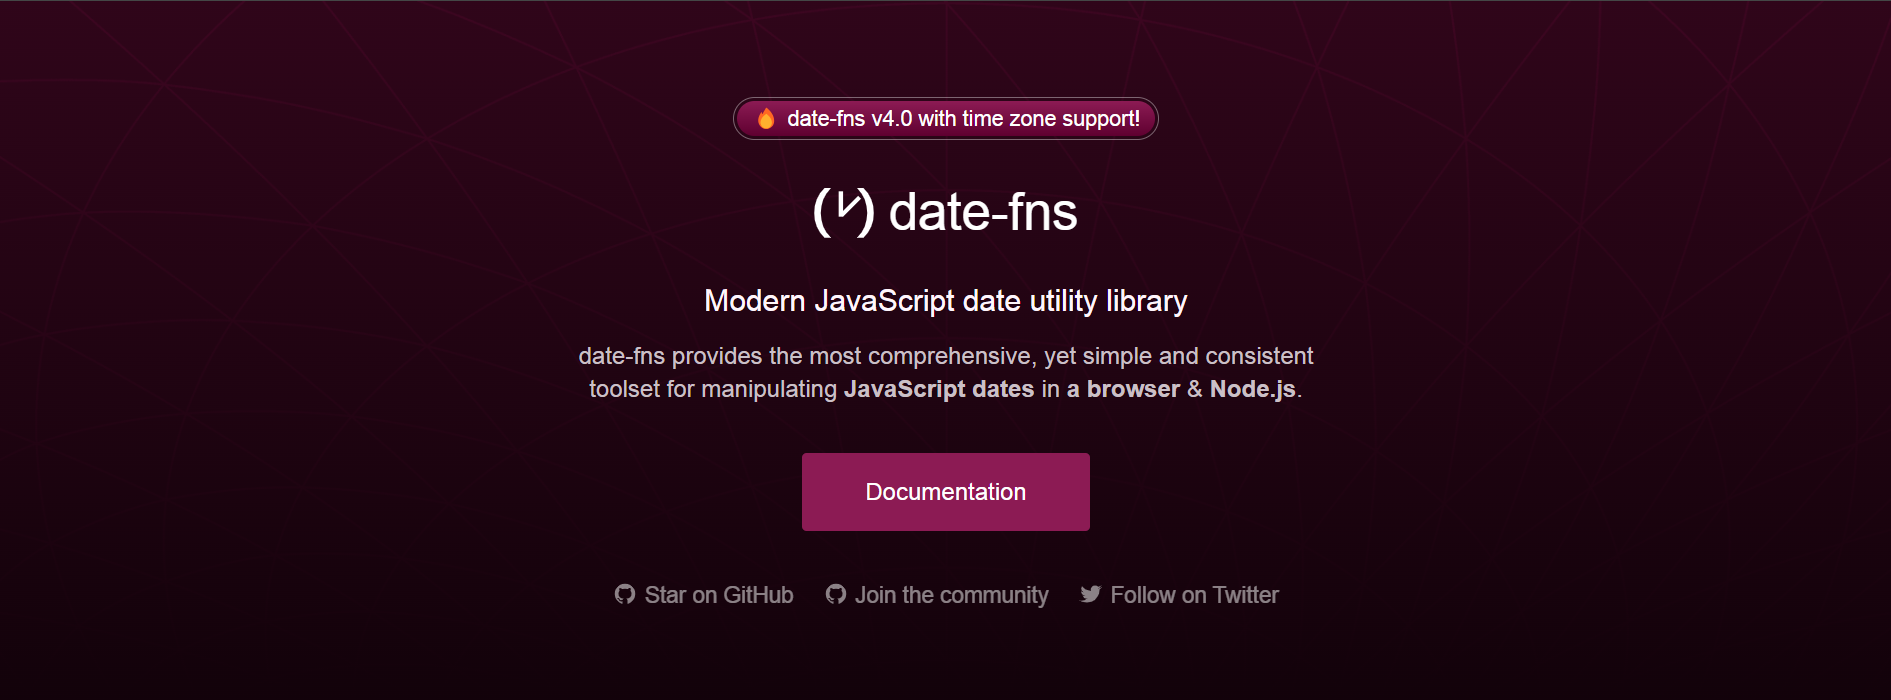 date-fns v4.0 with time zone support!
date-fns
Modern JavaScript date utility library
date-fns provides the most comprehensive, yet simple and consistent
toolset for manipulating JavaScript dates in a browser & Node.js.
Documentation
Star on GitHub Join the community Follow on Twitter